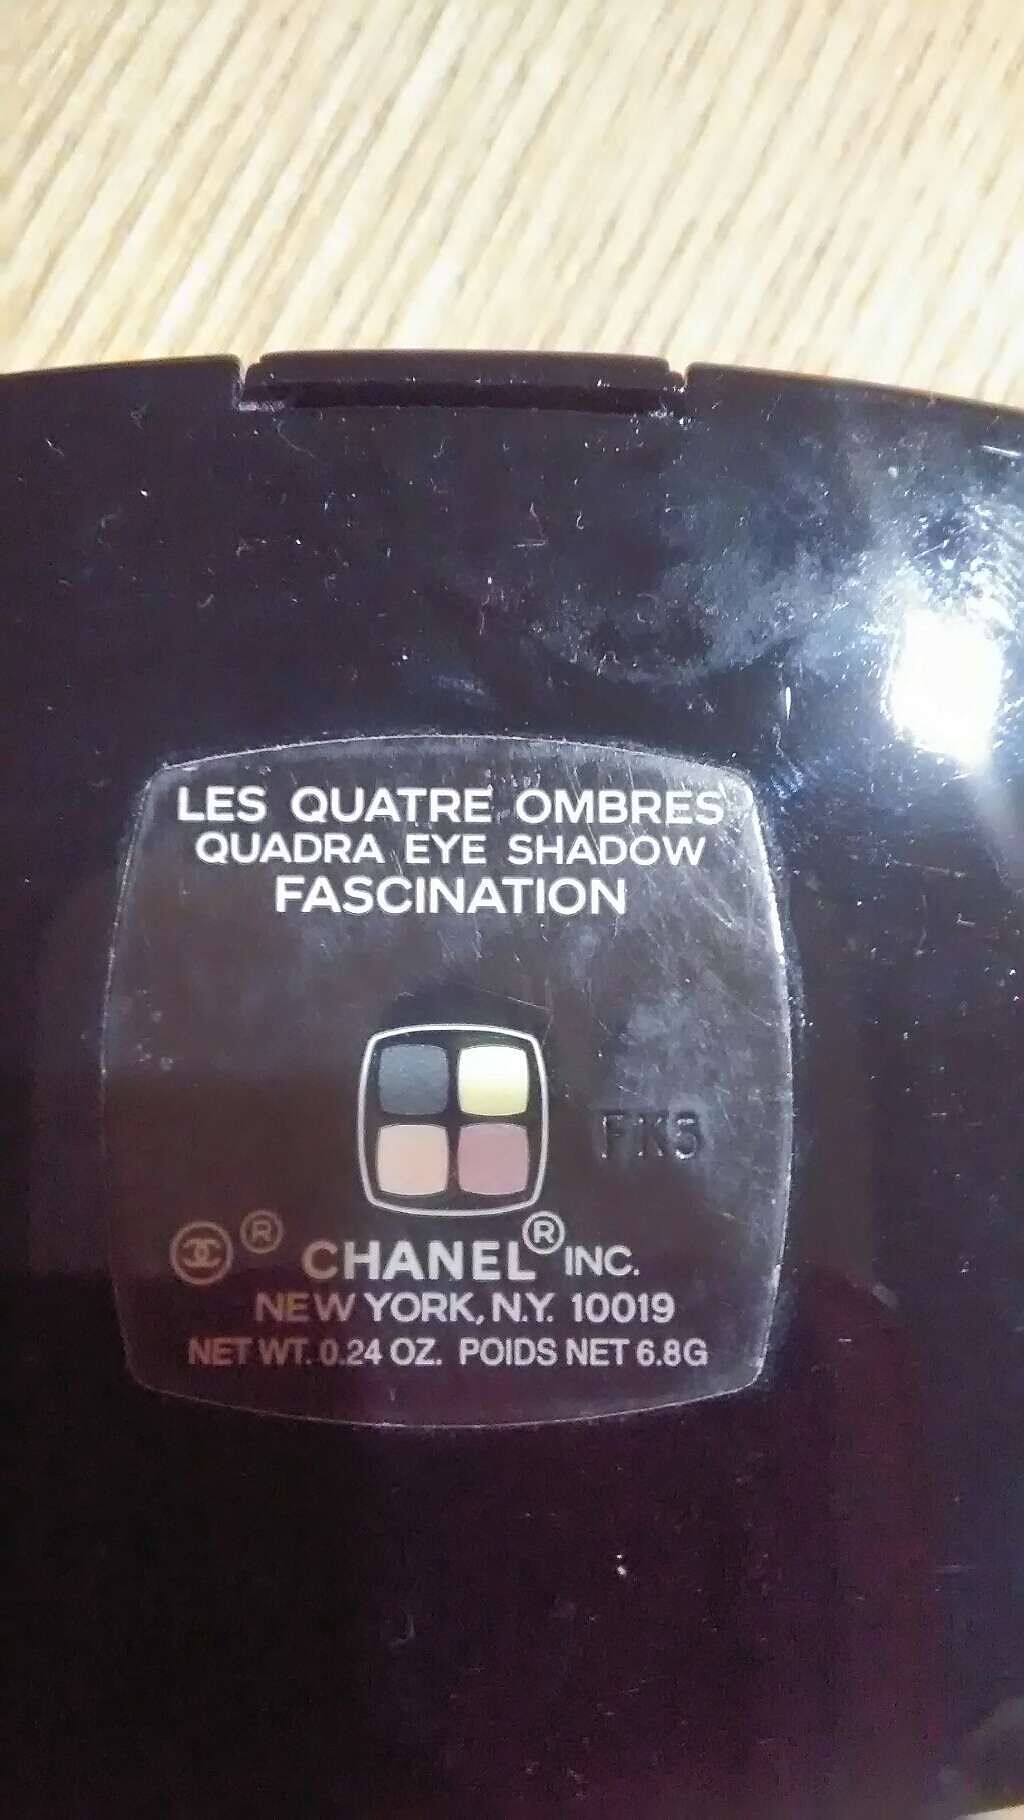 LES QUATRE OMBRES
QUADRA EYE SHADOW
FASCINATION
® CHANEL® INC.
NEW YORK, N.Y. 10019
NET WT. 0.24 OZ. POIDS NET 6.8G